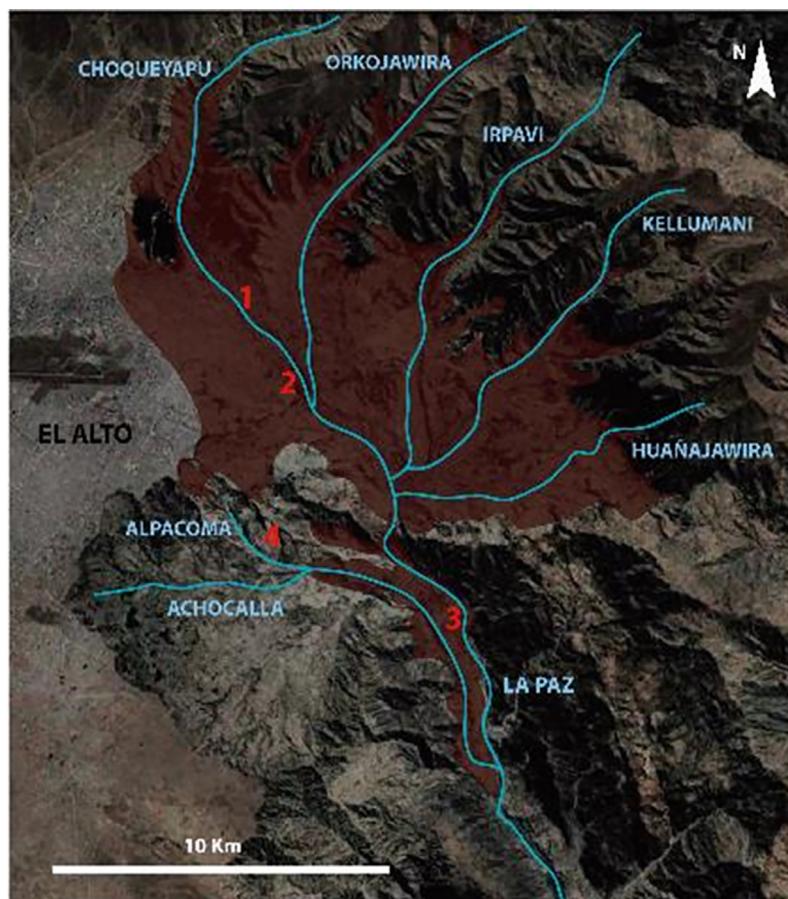 CHOQUEYAPU
ORKOJAWIRA
N
IRPAVI
KELLUMANI
1
2
EL ALTO
HUAÑAJAWIRA
ALPACOMA
4
ACHOCALLA
3
LA PAZ
10 Km